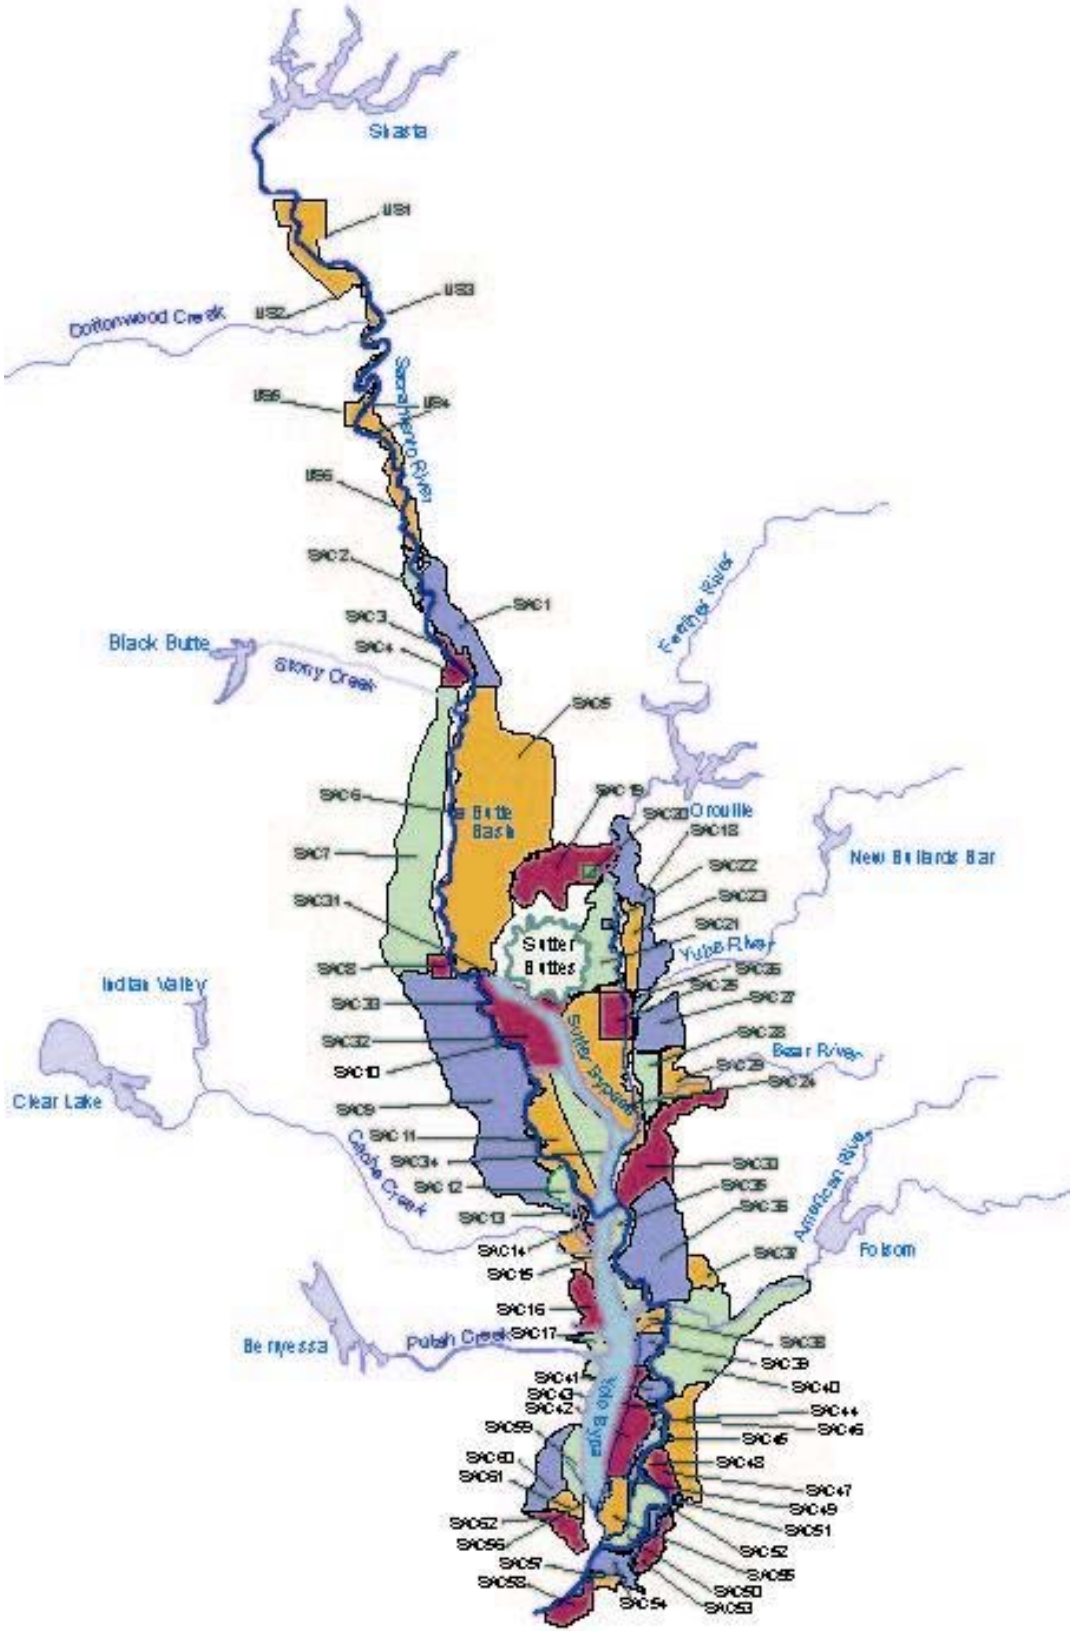 Shasta
US1
US3
US2
Cottonwood Creek
Sacramento River
US5
US4
US6
SAC2
SAC1
Feather River
SAC3
SAC4
Black Butte
Stony Creek
SAC5
SAC6
Butte
Basin
SAC19
SAC20
Oroville
SAC18
SAC7
New Bullards Bar
SAC22
SAC23
SAC31
SAC21
Sutter
Buttes
Yuba River
SAC8
SAC26
Indian Valley
SAC25
SAC27
SAC33
SAC32
Sutter Bypass
SAC28
Bear River
SAC10
SAC29
SAC24
Clear Lake
SAC9
SAC11
Cache Creek
SAC34
SAC30
American River
SAC12
SAC35
SAC36
SAC13
SAC14
Folsom
SAC37
SAC15
SAC16
SAC17
Berryessa
Putah Creek
SAC38
SAC39
SAC41
SAC40
SAC43
SAC42
Yolo Bypa
SAC44
SAC46
SAC59
SAC45
SAC60
SAC48
SAC61
SAC47
SAC49
SAC62
SAC51
SAC56
SAC52
SAC57
SAC55
SAC58
SAC50
SAC54
SAC53